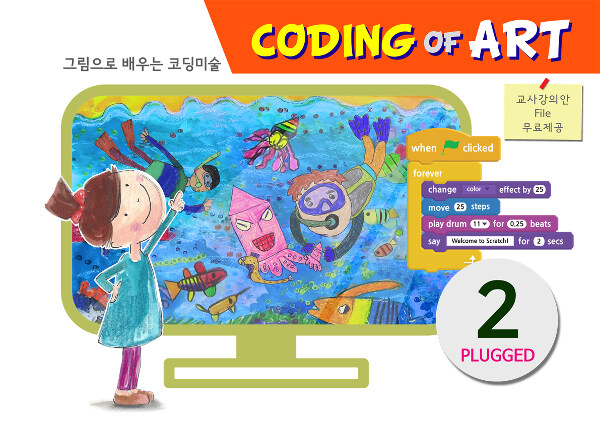 CODING OF ART
그림으로 배우는 코딩미술
교사강의안
File
무료제공
when clicked
forever
change color effect by 25
move 25 steps
play drum 11 for 0.25 beats
say Welcome to Scratch! for 2 secs
2
PLUGGED